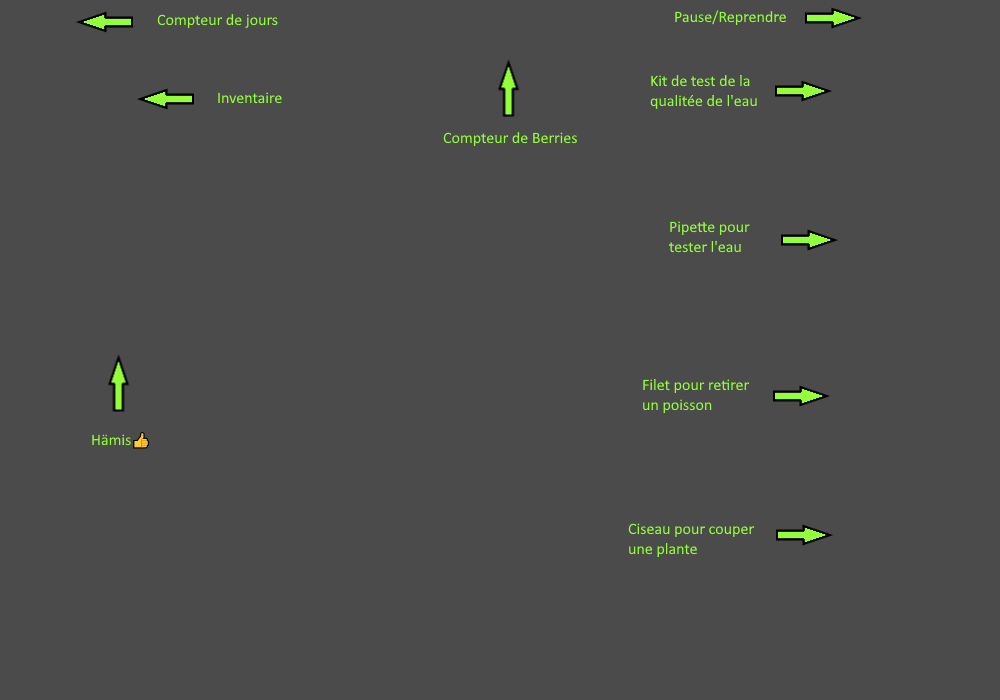 Compteur de jours
Pause/Reprendre
Kit de test de la
qualitée de l'eau
Inventaire
Compteur de Berries
Pipette pour
tester l'eau
Filet pour retirer
un poisson
Hämis👍
Ciseau pour couper
une plante